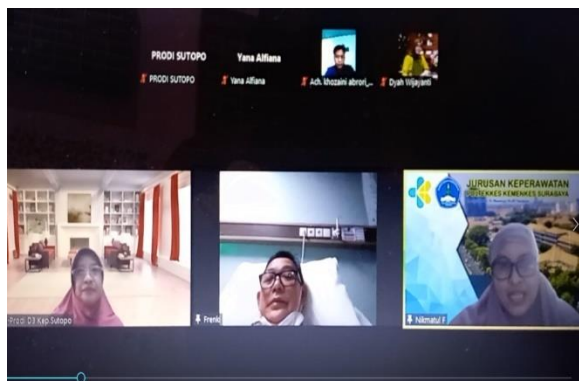 PRODI SUTOPO
Yana Alfiana
PRODI SUTOPO
Yana Alfiana
Ach. khozaini abrori_...
Dyah Wijayanti
JURUSAN KEPERAWATAN
POLTEKKES KEMENKES SURABAYA
Prodi D3 Kep.Sutopo
Frenki
Nikmatul F